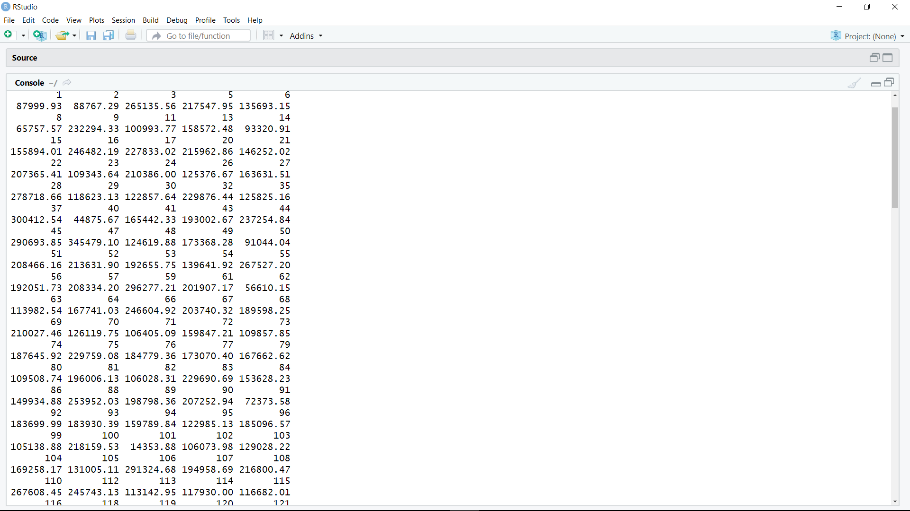 RStudio
File Edit Code View Plots Session Build Debug Profile Tools Help
Go to file/function Addins Project: (None)
Source
Console ~/
1 2 3 5 6
87999.93 88767.29 265135.56 217547.95 135693.15
8 9 11 13 14
65757.57 232294.33 100993.77 158572.48 93320.91
15 16 17 20 21
155894.01 246482.19 227833.02 215962.86 146252.02
22 23 24 26 27
207365.41 109343.64 210386.00 125376.67 163631.51
28 29 30 32 35
278718.66 118623.13 122857.64 229876.44 125825.16
37 40 41 43 44
300412.54 44875.67 165442.33 193002.67 237254.84
45 47 48 49 50
290693.85 345479.10 124619.88 173368.28 91044.04
51 52 53 54 55
208466.16 213631.90 192655.75 139641.92 267527.20
56 57 59 61 62
192051.73 208334.20 296277.21 201907.17 56610.15
63 64 66 67 68
113982.54 167741.03 246604.92 203740.32 189598.25
69 70 71 72 73
210027.46 126119.75 106405.09 159847.21 109857.85
74 75 76 77 79
187645.92 229759.08 184779.36 173070.40 167662.62
80 81 82 83 84
109508.74 196006.13 106028.31 229690.69 153628.23
86 88 89 90 91
149934.88 253952.03 198798.36 207252.94 72373.58
92 93 94 95 96
183699.99 183930.39 159789.84 122985.13 185096.57
99 100 101 102 103
105138.88 218159.53 14353.88 106073.98 129028.22
104 105 106 107 108
169258.17 131005.11 291324.68 194958.69 216800.47
110 112 113 114 115
267608.45 245743.13 113142.95 117930.00 116682.01
116 118 119 120 121